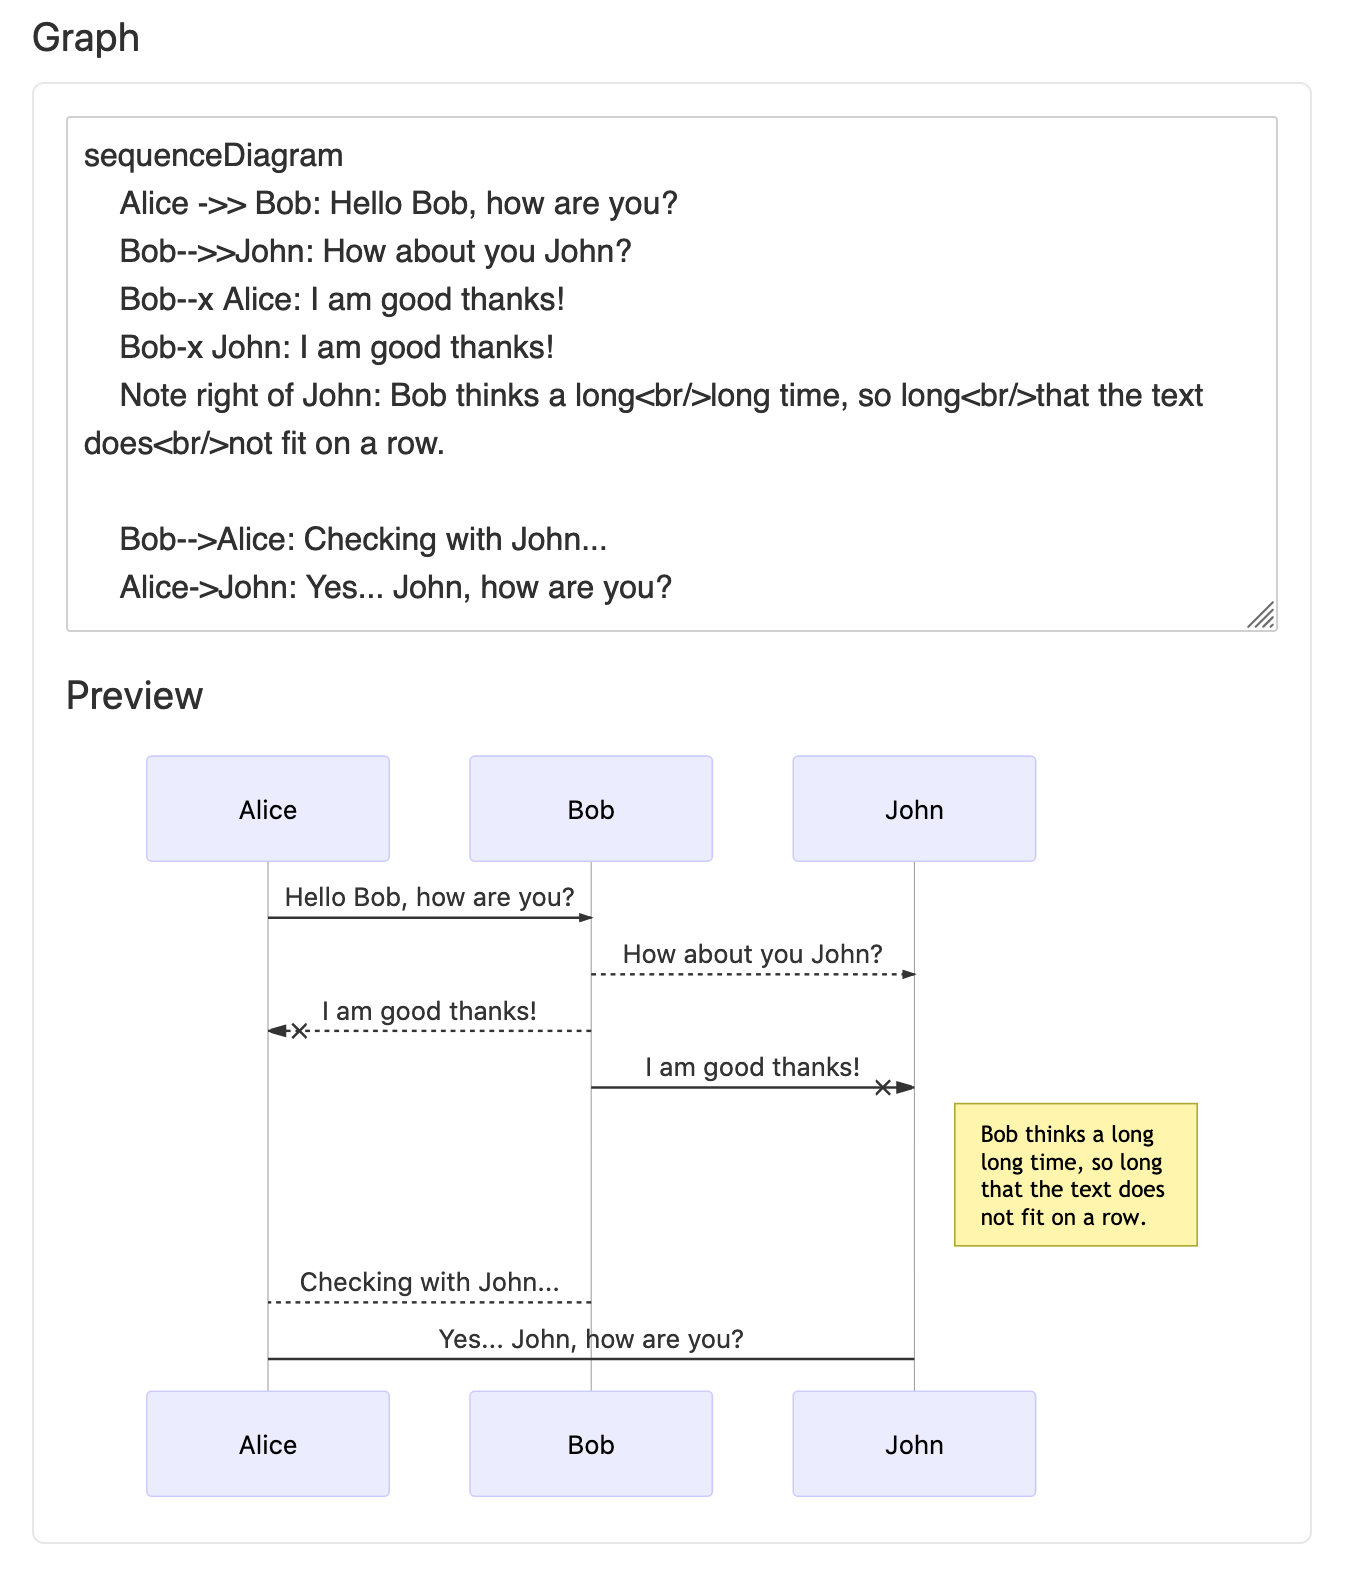 Graph
sequenceDiagram
Alice ->> Bob: Hello Bob, how are you?
Bob-->>John: How about you John?
Bob--x Alice: I am good thanks!
Bob-x John: I am good thanks!
Note right of John: Bob thinks a long<br/>long time, so long<br/>that the text
does<br/>not fit on a row.
Bob-->Alice: Checking with John...
Alice->John: Yes... John, how are you?
Preview
Alice
Bob
John
Hello Bob, how are you?
How about you John?
I am good thanks!
I am good thanks!
Bob thinks a long
long time, so long
that the text does
not fit on a row.
Checking with John...
Yes... John, how are you?
Alice
Bob
John